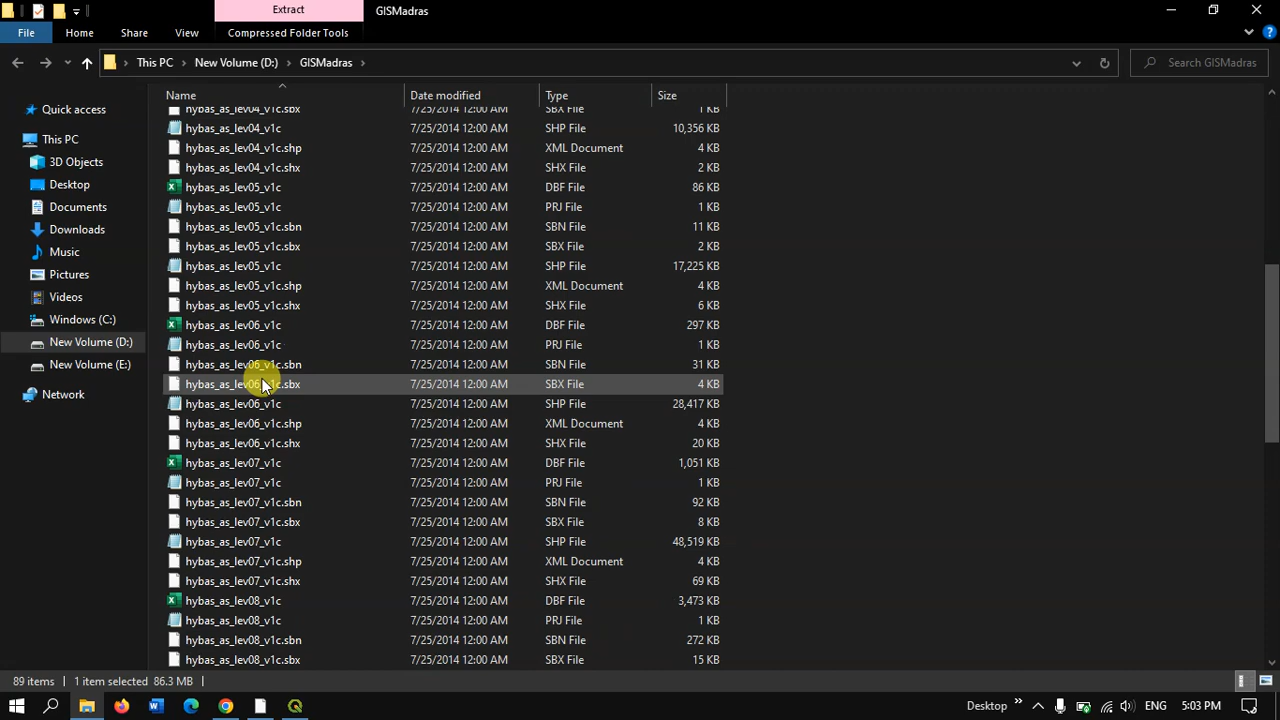 Extract
GISMadras
File
Home
Share
View
Compressed Folder Tools
This PC
New Volume (D:)
GISMadras
Search GISMadras
Name
Date modified
Type
Size
Quick access
This PC
3D Objects
Desktop
Documents
Downloads
Music
Pictures
Videos
Windows (C:)
New Volume (D:)
New Volume (E:)
Network
hybas_as_lev04_v1c.sbx 7/25/2014 12:00 AM SBX File 1 KB
hybas_as_lev04_v1c 7/25/2014 12:00 AM SHP File 10,356 KB
hybas_as_lev04_v1c.shp 7/25/2014 12:00 AM XML Document 4 KB
hybas_as_lev04_v1c.shx 7/25/2014 12:00 AM SHX File 2 KB
hybas_as_lev05_v1c 7/25/2014 12:00 AM DBF File 86 KB
hybas_as_lev05_v1c 7/25/2014 12:00 AM PRJ File 1 KB
hybas_as_lev05_v1c.sbn 7/25/2014 12:00 AM SBN File 11 KB
hybas_as_lev05_v1c.sbx 7/25/2014 12:00 AM SBX File 2 KB
hybas_as_lev05_v1c 7/25/2014 12:00 AM SHP File 17,225 KB
hybas_as_lev05_v1c.shp 7/25/2014 12:00 AM XML Document 4 KB
hybas_as_lev05_v1c.shx 7/25/2014 12:00 AM SHX File 6 KB
hybas_as_lev06_v1c 7/25/2014 12:00 AM DBF File 297 KB
hybas_as_lev06_v1c 7/25/2014 12:00 AM PRJ File 1 KB
hybas_as_lev06_v1c.sbn 7/25/2014 12:00 AM SBN File 31 KB
hybas_as_lev06_v1c.sbx 7/25/2014 12:00 AM SBX File 4 KB
hybas_as_lev06_v1c 7/25/2014 12:00 AM SHP File 28,417 KB
hybas_as_lev06_v1c.shp 7/25/2014 12:00 AM XML Document 4 KB
hybas_as_lev06_v1c.shx 7/25/2014 12:00 AM SHX File 20 KB
hybas_as_lev07_v1c 7/25/2014 12:00 AM DBF File 1,051 KB
hybas_as_lev07_v1c 7/25/2014 12:00 AM PRJ File 1 KB
hybas_as_lev07_v1c.sbn 7/25/2014 12:00 AM SBN File 92 KB
hybas_as_lev07_v1c.sbx 7/25/2014 12:00 AM SBX File 8 KB
hybas_as_lev07_v1c 7/25/2014 12:00 AM SHP File 48,519 KB
hybas_as_lev07_v1c.shp 7/25/2014 12:00 AM XML Document 4 KB
hybas_as_lev07_v1c.shx 7/25/2014 12:00 AM SHX File 69 KB
hybas_as_lev08_v1c 7/25/2014 12:00 AM DBF File 3,473 KB
hybas_as_lev08_v1c 7/25/2014 12:00 AM PRJ File 1 KB
hybas_as_lev08_v1c.sbn 7/25/2014 12:00 AM SBN File 272 KB
hybas_as_lev08_v1c.sbx 7/25/2014 12:00 AM SBX File 15 KB
89 items
1 item selected 86.3 MB
Desktop
ENG
5:03 PM